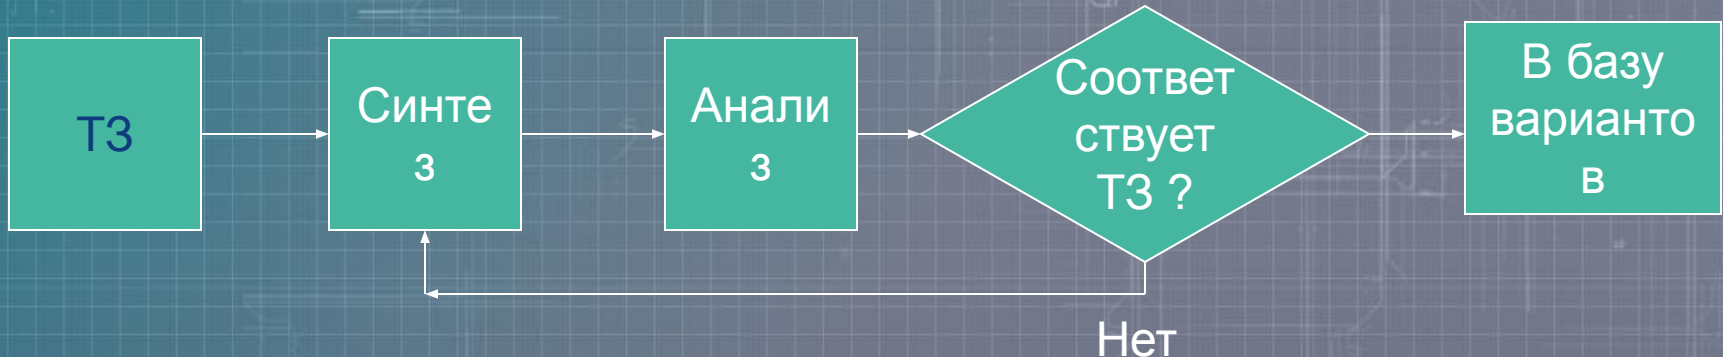 ТЗ
Синте
з
Анали
з
Соответ
ствует
ТЗ ?
В базу
варианто
в
Нет